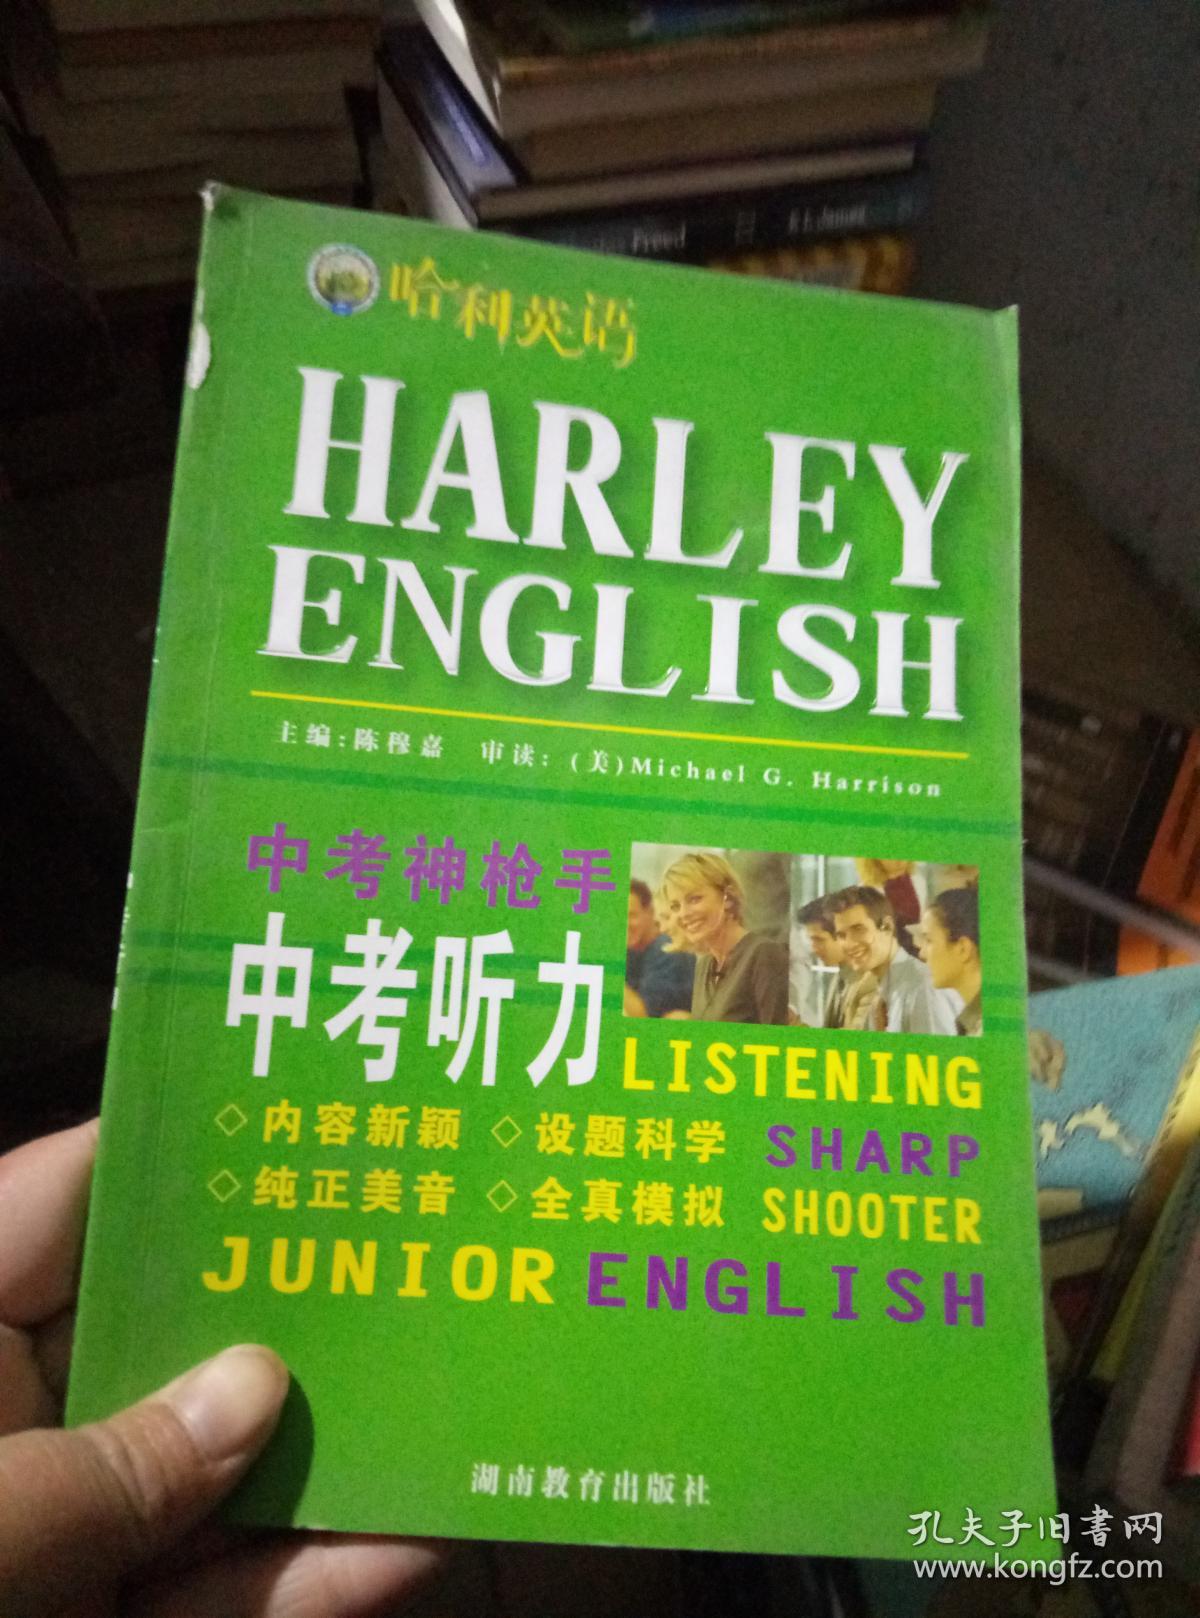 Freed
哈利英语
HARLEY
ENGLISH
主编:陈穆嘉 审读:(美)Michael G. Harrison
中考神枪手
中考听力
LISTENING
◇内容新颖 ◇设题科学 SHARP
◇纯正美音 ◇全真模拟 SHOOTER
JUNIOR ENGLISH
湖南教育出版社
孔夫子旧書网
www.kongfz.com